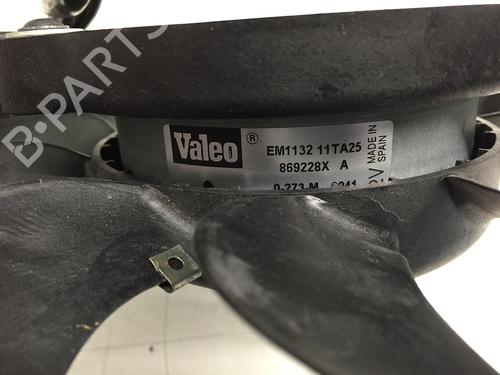 B-PARTS
Valeo ®
EM1132 11TA25
869228X A
MADE IN
SPAIN